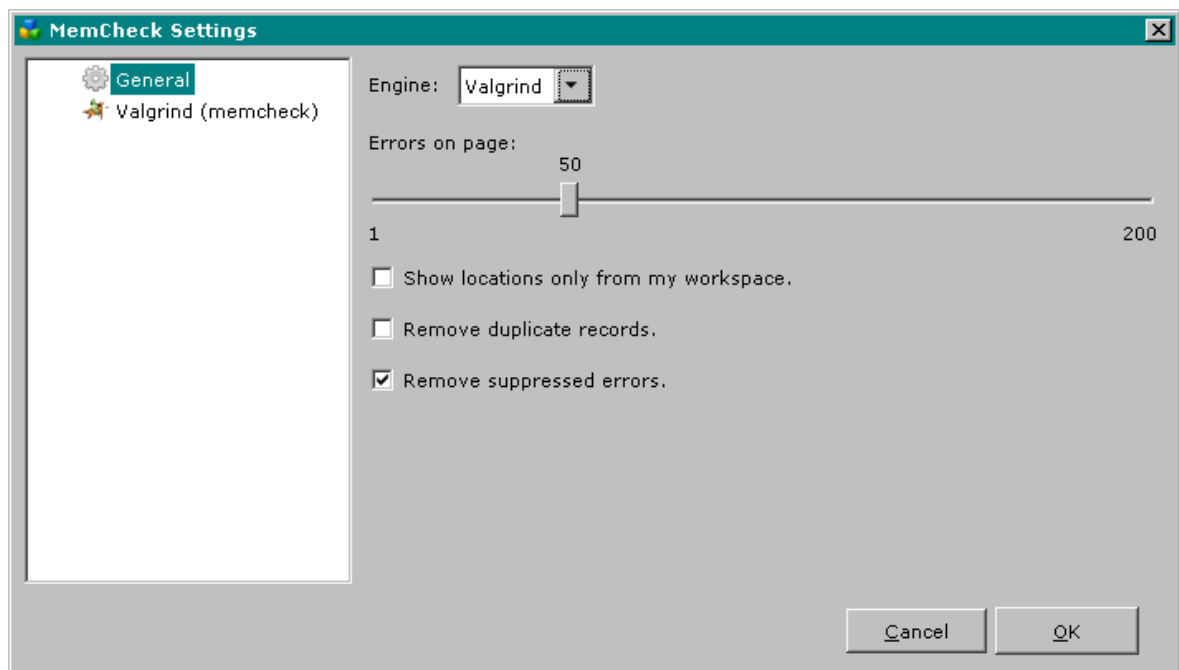 MemCheck Settings
General
Valgrind (memcheck)
Engine: Valgrind
Errors on page:
50
1 200
Show locations only from my workspace.
Remove duplicate records.
Remove suppressed errors.
Cancel OK